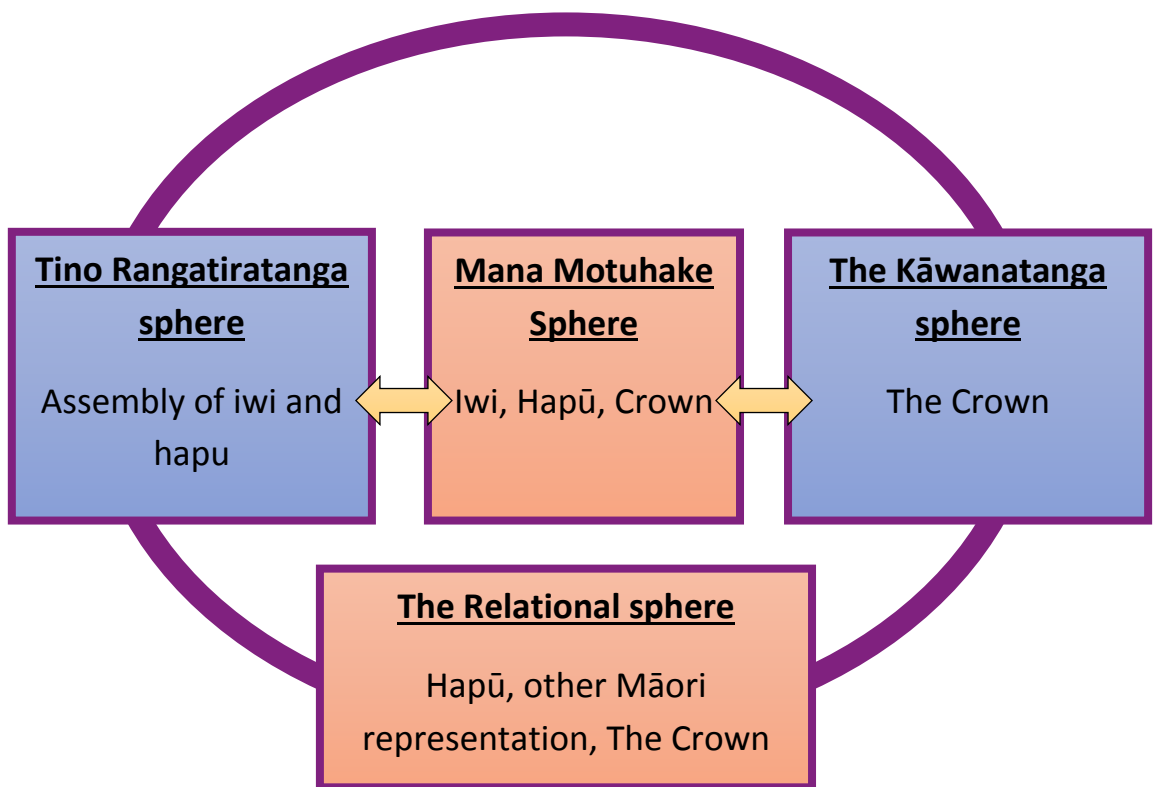 Tino Rangatiratanga
sphere
Assembly of iwi and
hapu
Mana Motuhake
Sphere
Iwi, Hapū, Crown
The Kāwanatanga
sphere
The Crown
The Relational sphere
Hapū, other Māori
representation, The Crown